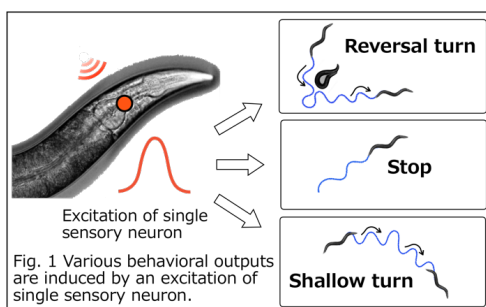 Reversal turn
Stop
Excitation of single
sensory neuron
Fig. 1 Various behavioral outputs
are induced by an excitation of
single sensory neuron.
Shallow turn